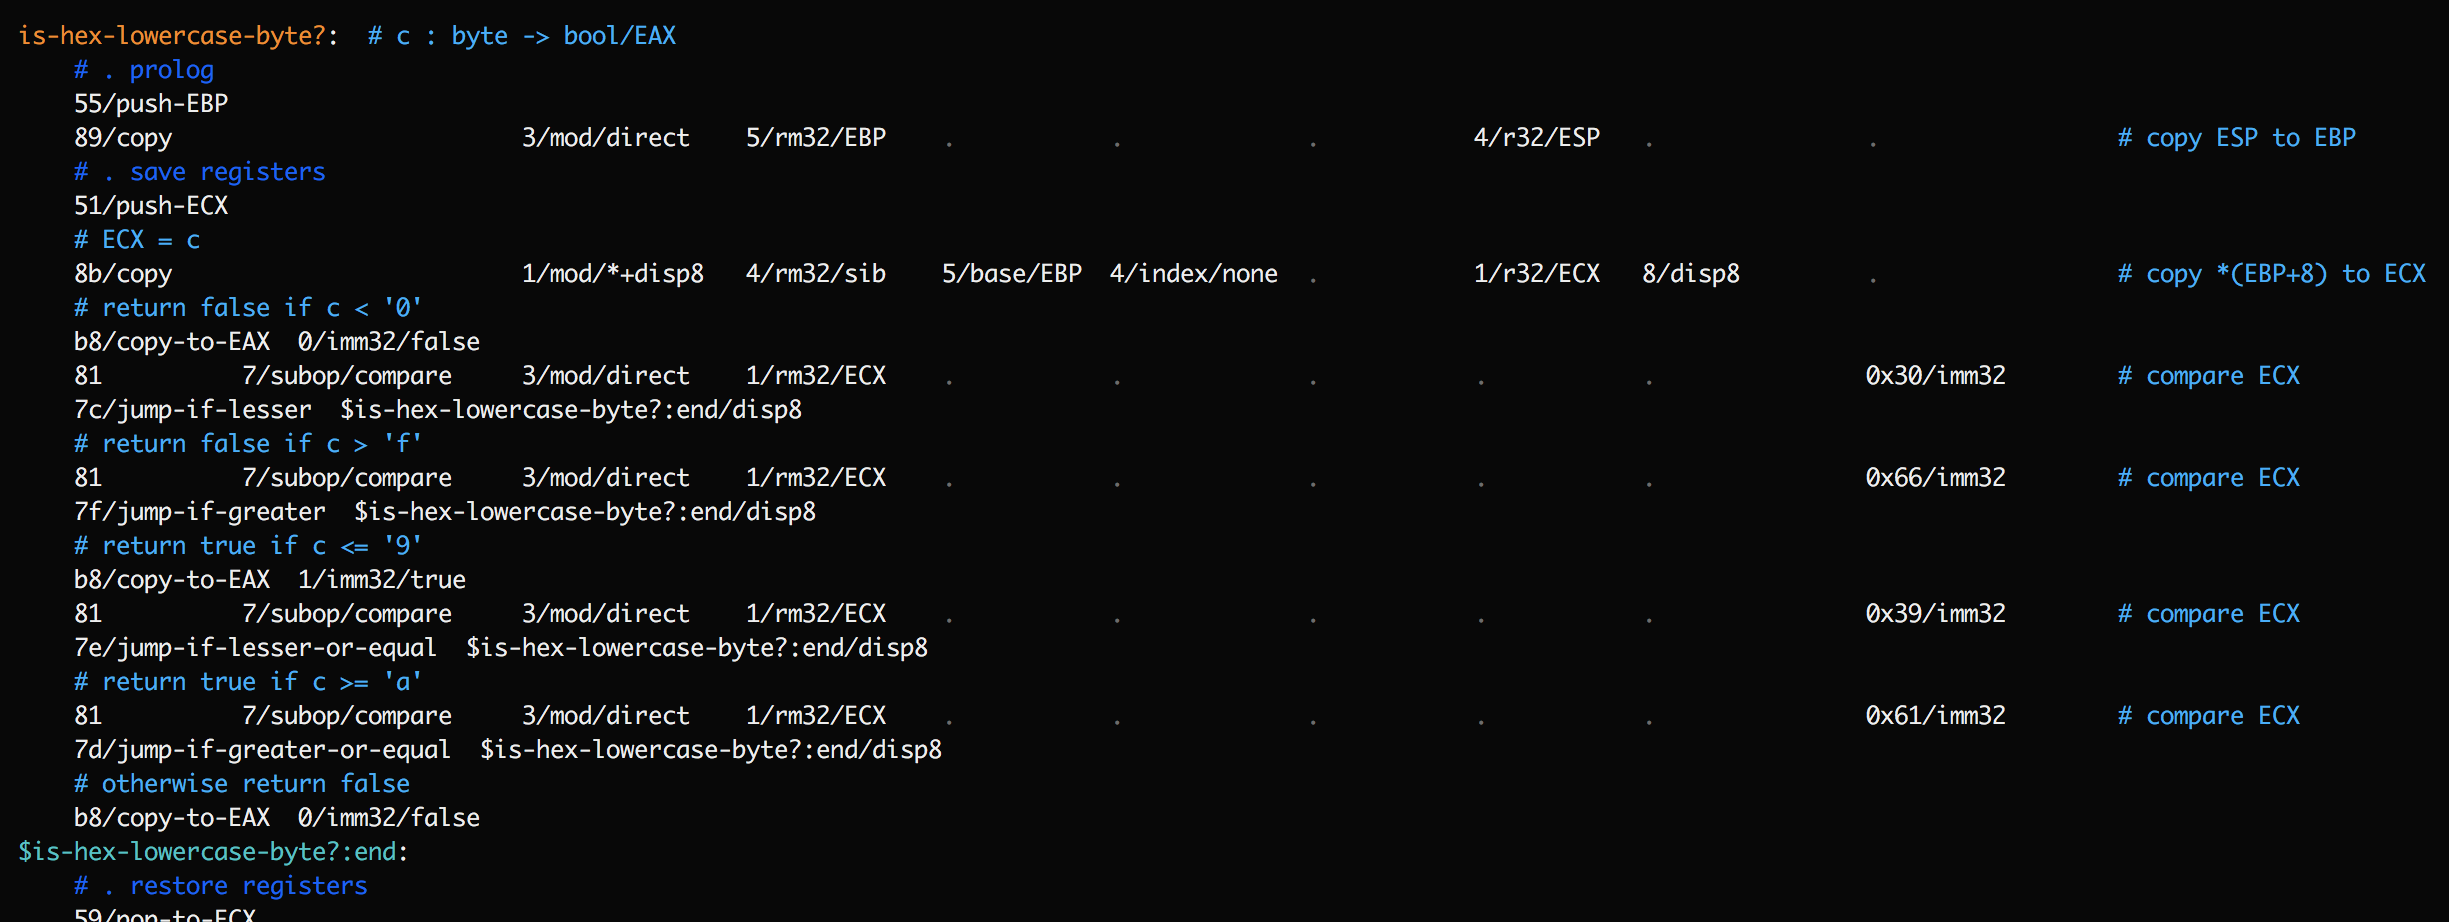 is-hex-lowercase-byte?:  # c : byte -> bool/EAX
    # . prolog
    55/push-EBP
    89/copy                         3/mod/direct    5/rm32/EBP    .           .             .           4/r32/ESP   .               .                 # copy ESP to EBP
    # . save registers
    51/push-ECX
    # ECX = c
    8b/copy                         1/mod/*+disp8   4/rm32/sib    5/base/EBP  4/index/none  .           1/r32/ECX   8/disp8         .                 # copy *(EBP+8) to ECX
    # return false if c < '0'
    b8/copy-to-EAX  0/imm32/false
    81          7/subop/compare     3/mod/direct    1/rm32/ECX    .           .             .           .           .               0x30/imm32        # compare ECX
    7c/jump-if-lesser  $is-hex-lowercase-byte?:end/disp8
    # return false if c > 'f'
    81          7/subop/compare     3/mod/direct    1/rm32/ECX    .           .             .           .           .               0x66/imm32        # compare ECX
    7f/jump-if-greater  $is-hex-lowercase-byte?:end/disp8
    # return true if c <= '9'
    b8/copy-to-EAX  1/imm32/true
    81          7/subop/compare     3/mod/direct    1/rm32/ECX    .           .             .           .           .               0x39/imm32        # compare ECX
    7e/jump-if-lesser-or-equal  $is-hex-lowercase-byte?:end/disp8
    # return true if c >= 'a'
    81          7/subop/compare     3/mod/direct    1/rm32/ECX    .           .             .           .           .               0x61/imm32        # compare ECX
    7d/jump-if-greater-or-equal  $is-hex-lowercase-byte?:end/disp8
    # otherwise return false
    b8/copy-to-EAX  0/imm32/false
$is-hex-lowercase-byte?:end:
    # . restore registers
    59/pop-to-ECX